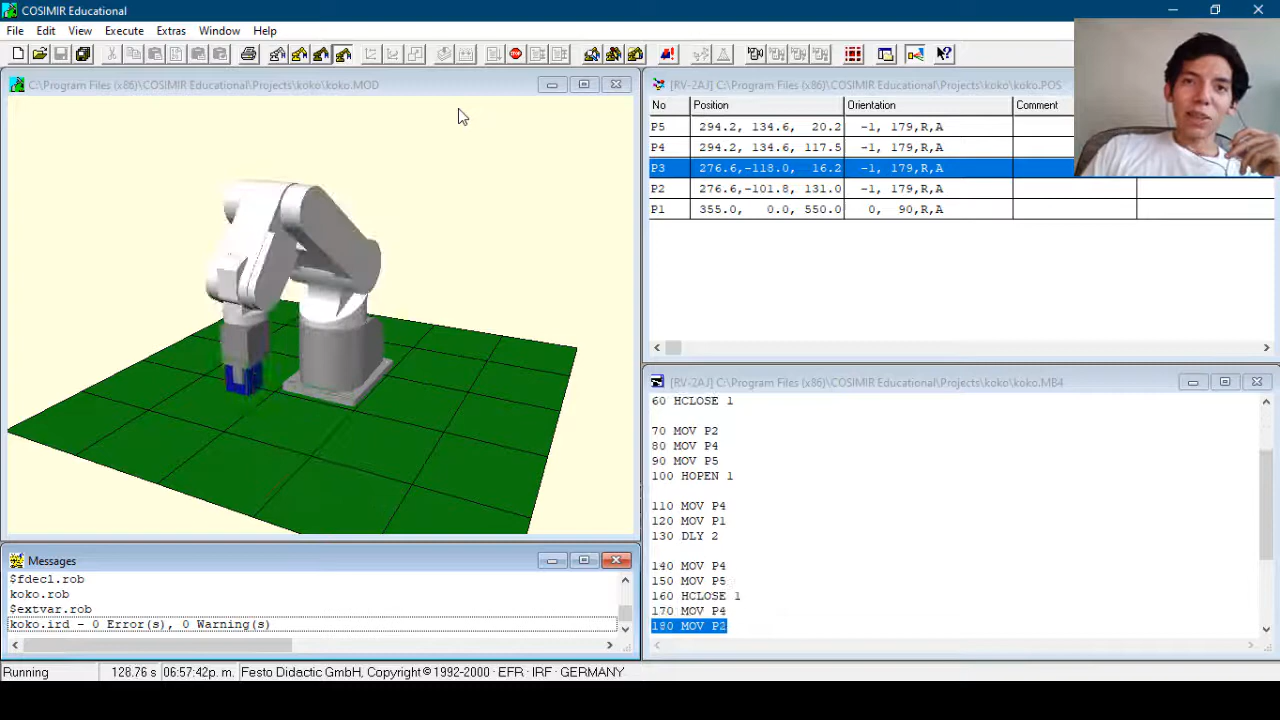 COSIMIR Educational
File Edit View Execute Extras Window Help
C:\Program Files (x86)\COSIMIR Educational\Projects\koko\koko.MOD
[RV-2AJ] C:\Program Files (x86)\COSIMIR Educational\Projects\koko\koko.POS
No Position Orientation Comment
P5 294.2, 134.6, 20.2 -1, 179,R,A
P4 294.2, 134.6, 117.5 -1, 179,R,A
P3 276.6,-118.0, 16.2 -1, 179,R,A
P2 276.6,-101.8, 131.0 -1, 179,R,A
P1 355.0, 0.0, 550.0 0, 90,R,A
[RV-2AJ] C:\Program Files (x86)\COSIMIR Educational\Projects\koko\koko.MB4
60 HCLOSE 1
70 MOV P2
80 MOV P4
90 MOV P5
100 HOPEN 1
110 MOV P4
120 MOV P1
130 DLY 2
140 MOV P4
150 MOV P5
160 HCLOSE 1
170 MOV P4
180 MOV P2
Messages
$fdecl.rob
koko.rob
$extvar.rob
koko.ird - 0 Error(s), 0 Warning(s)
Running 128.76 s 06:57:42p. m. Festo Didactic GmbH, Copyright ©1992-2000 · EFR · IRF · GERMANY